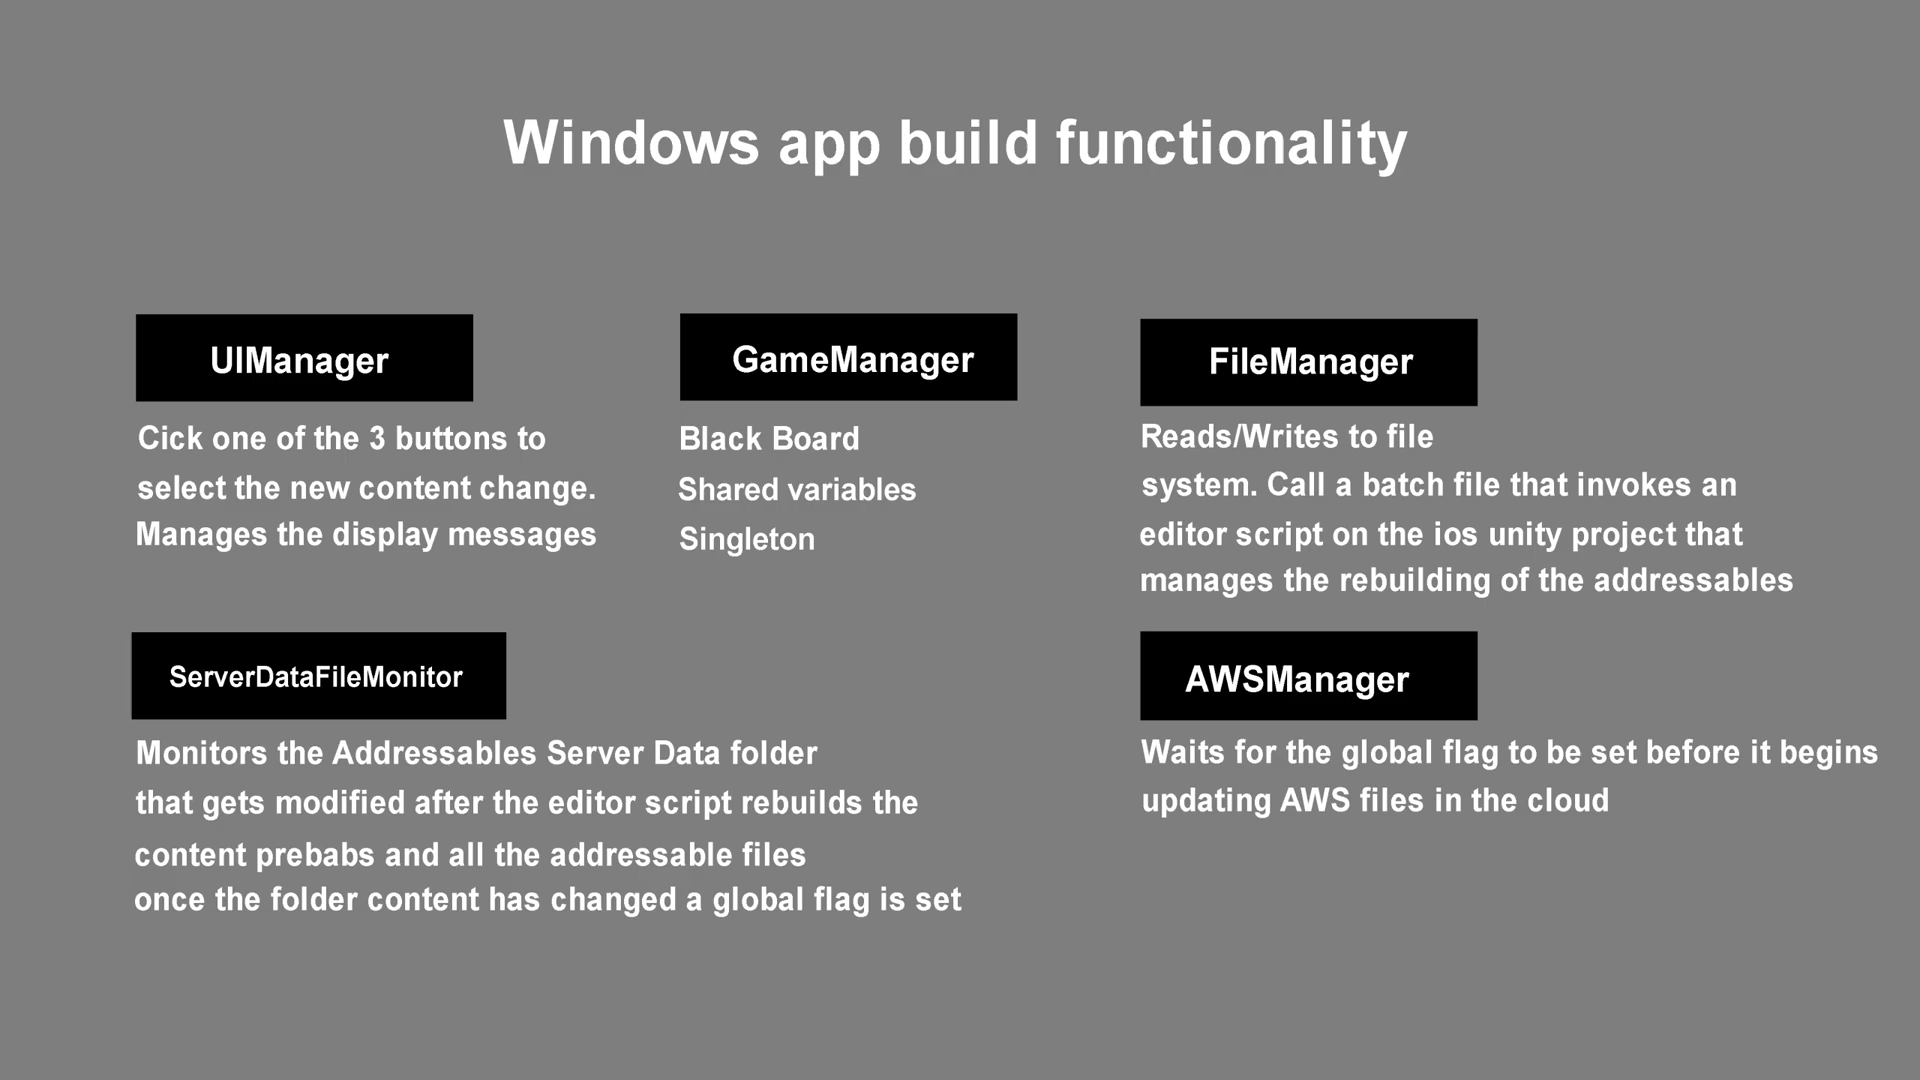 Windows app build functionality
UIManager
Cick one of the 3 buttons to
select the new content change.
Manages the display messages
GameManager
Black Board
Shared variables
Singleton
FileManager
Reads/Writes to file
system. Call a batch file that invokes an
editor script on the ios unity project that
manages the rebuilding of the addressables
ServerDataFileMonitor
Monitors the Addressables Server Data folder
that gets modified after the editor script rebuilds the
content prebabs and all the addressable files
once the folder content has changed a global flag is set
AWSManager
Waits for the global flag to be set before it begins
updating AWS files in the cloud